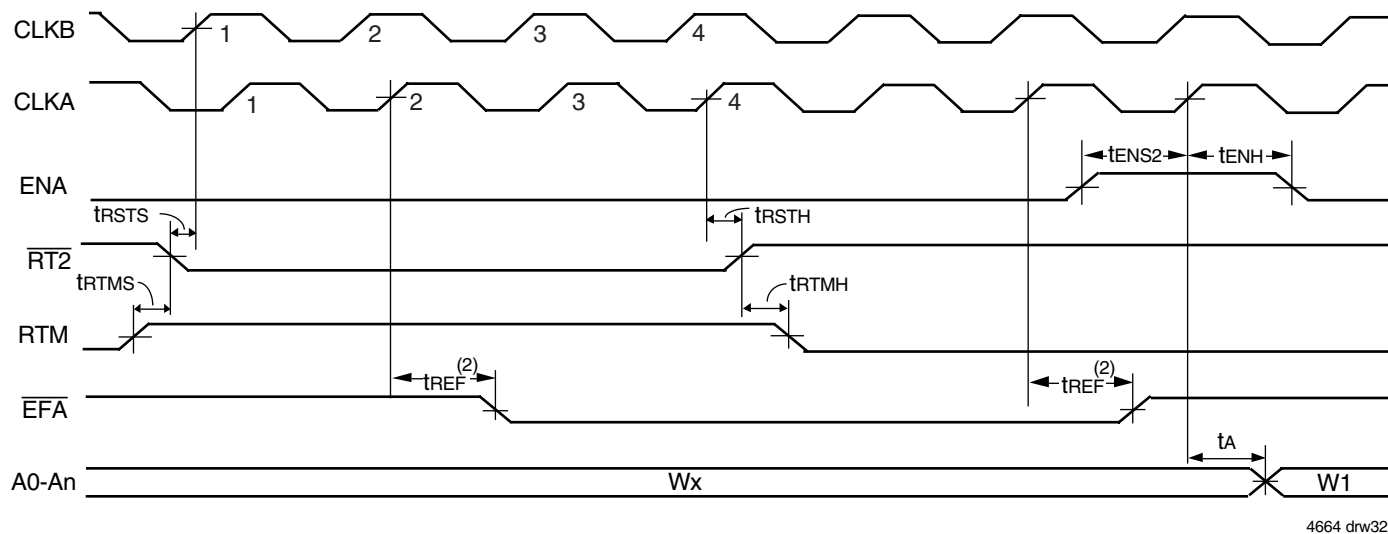 CLKB 1 2 3 4
CLKA 1 2 3 4
tENS2 tENH
ENA
tRSTS tRSTH
RT2
tRTMS tRTMH
RTM
tREF(2) tREF(2)
EFA
tA
A0-An Wx W1
4664 drw32